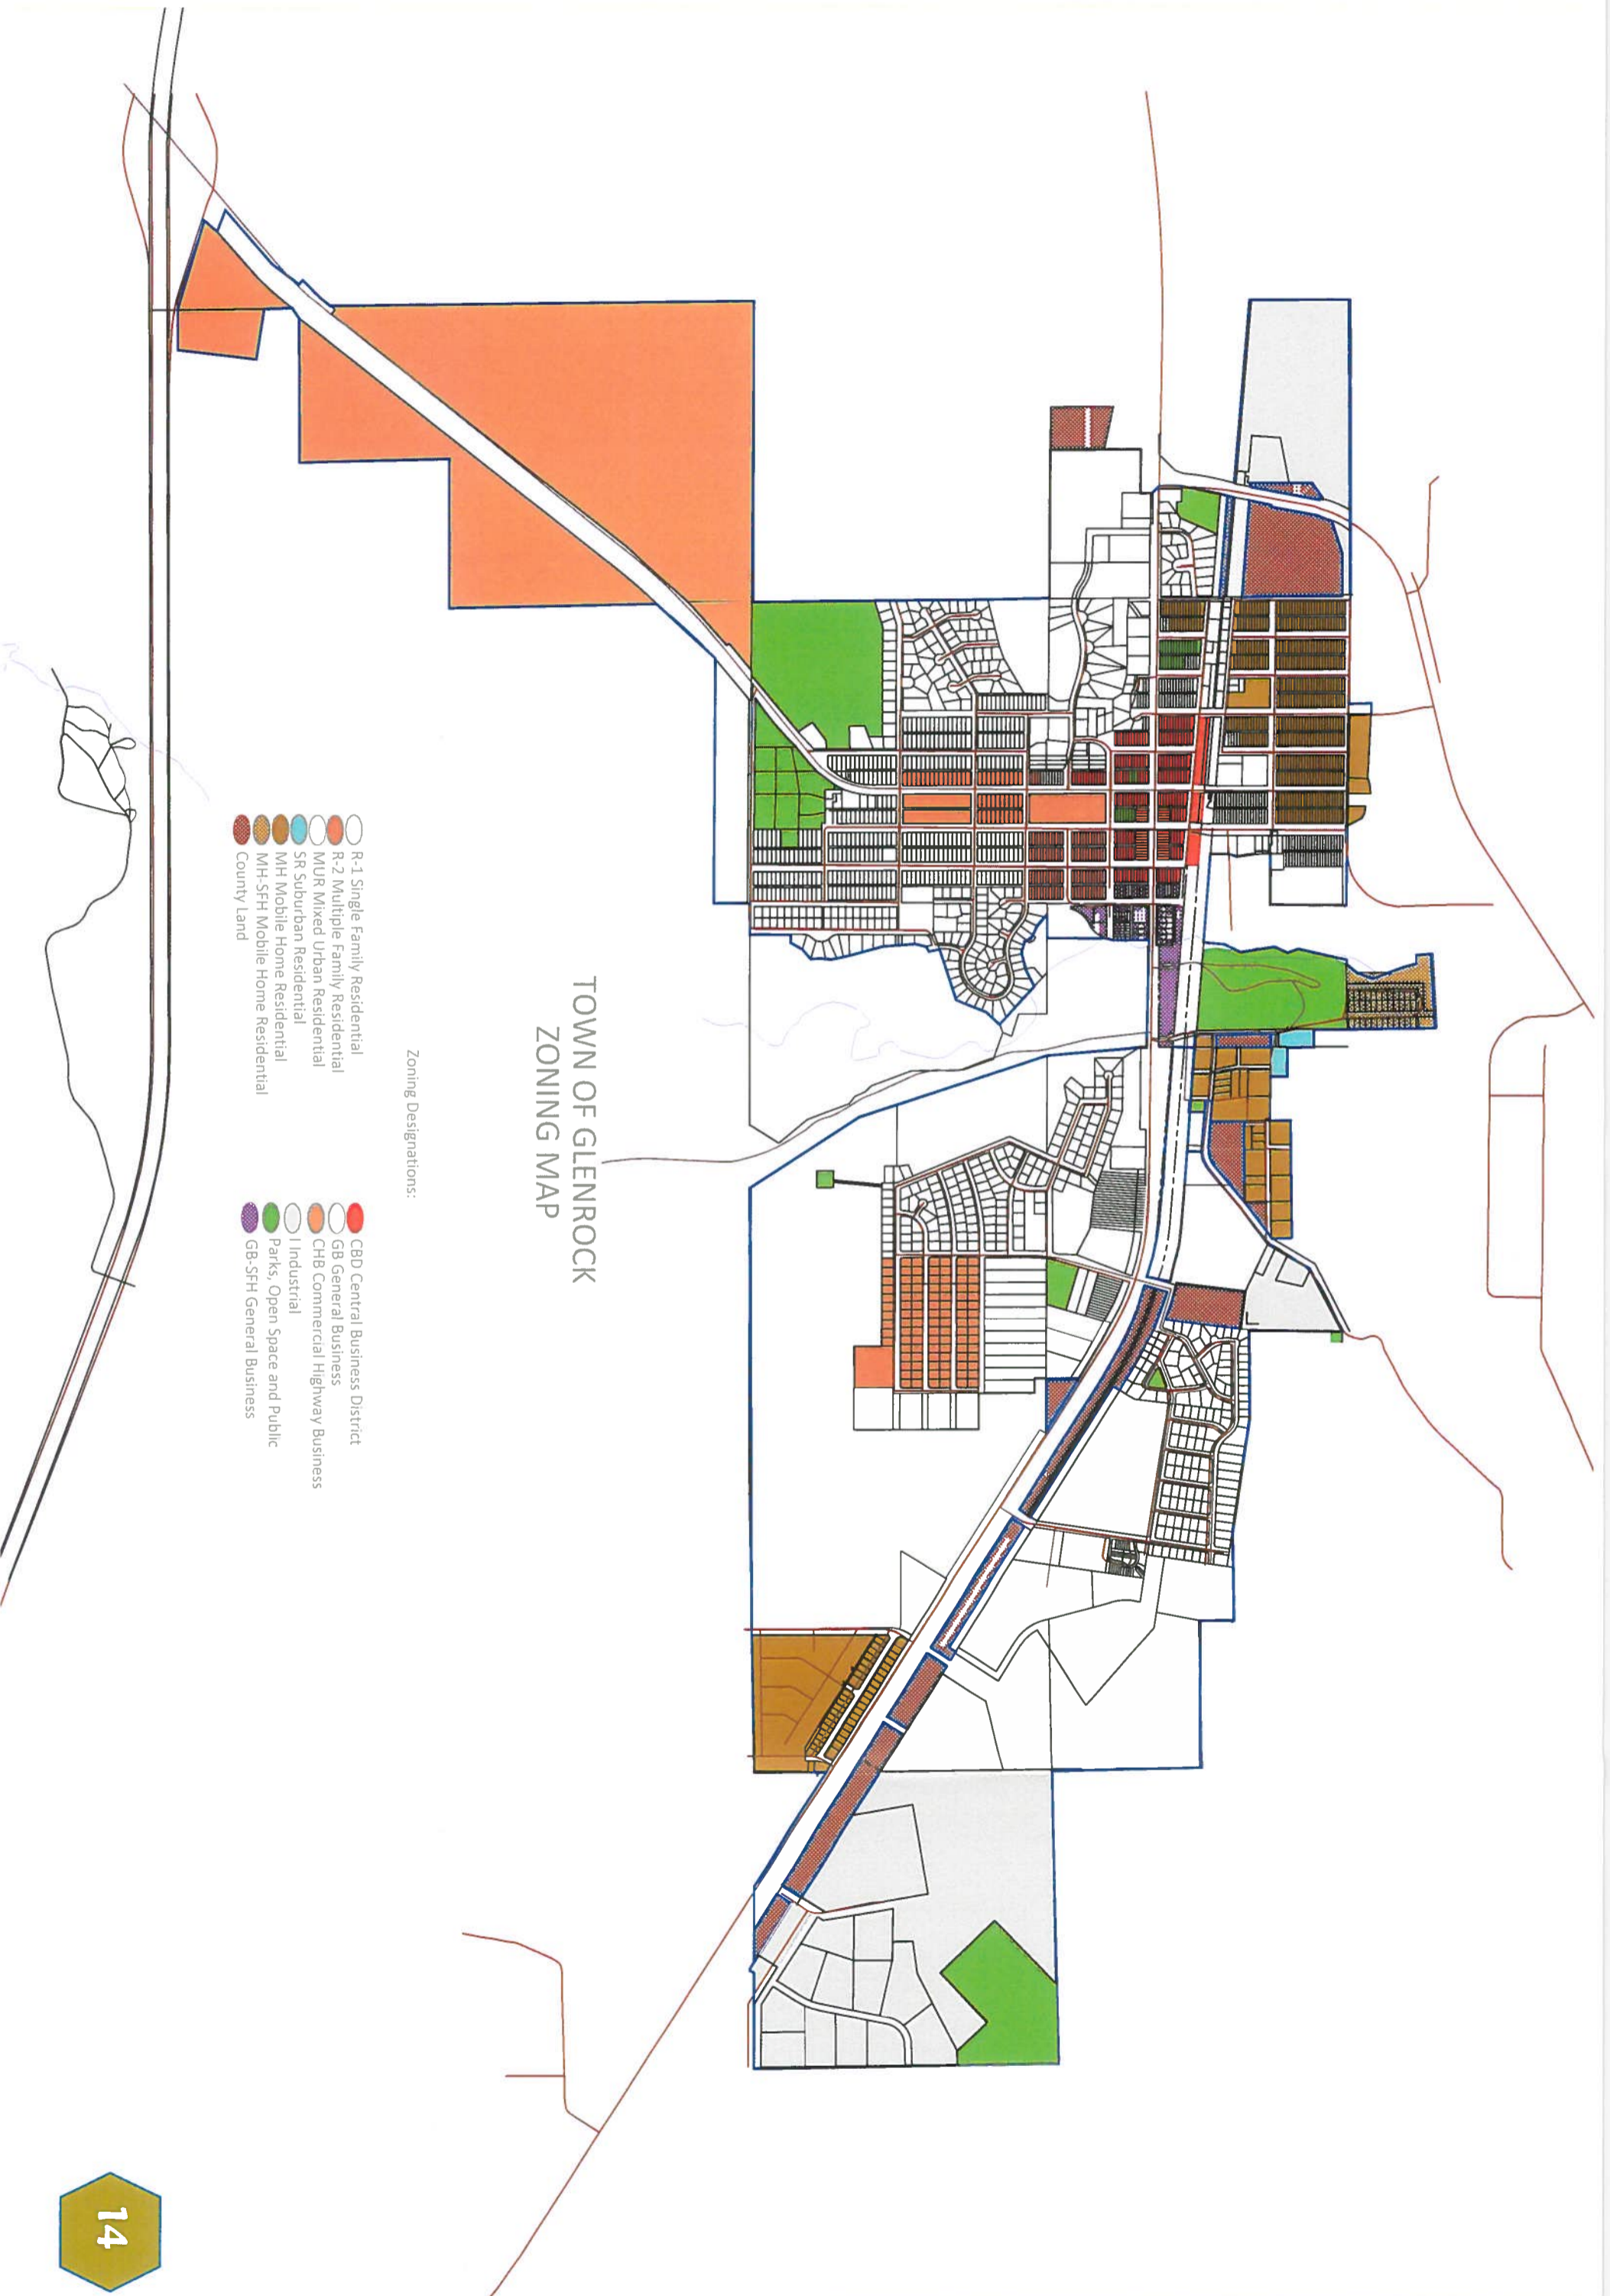 TOWN OF GLENROCK
ZONING MAP
Zoning Designations:
R-1 Single Family Residential
R-2 Multiple Family Residential
MUR Mixed Urban Residential
SR Suburban Residential
MH Mobile Home Residential
MH-SFH Mobile Home Residential
County Land
CBD Central Business District
GB General Business
CHB Commercial Highway Business
I Industrial
Parks, Open Space and Public
GB-SFH General Business
14